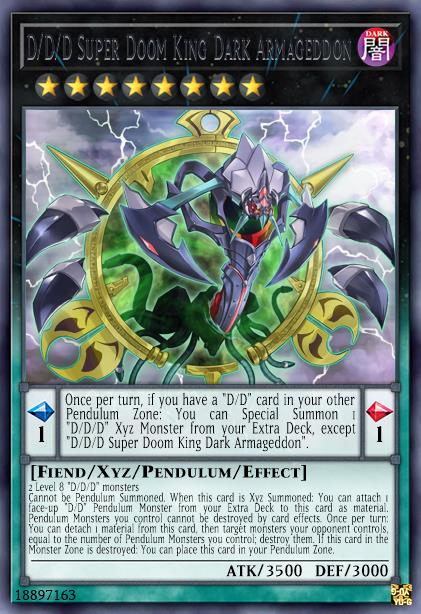 D/D/D Super Doom King Dark Armageddon
DARK
闇
Once per turn, if you have a "D/D" card in your other
Pendulum Zone: You can Special Summon 1
"D/D/D" Xyz Monster from your Extra Deck, except
"D/D/D Super Doom King Dark Armageddon".
1
1
[Fiend/Xyz/Pendulum/Effect]
2 Level 8 "D/D/D" monsters
Cannot be Pendulum Summoned. When this card is Xyz Summoned: You can attach 1
face-up "D/D" Pendulum Monster from your Extra Deck to this card as material.
Pendulum Monsters you control cannot be destroyed by card effects. Once per turn:
You can detach 1 material from this card, then target monsters your opponent controls,
equal to the number of Pendulum Monsters you control; destroy them. If this card in the
Monster Zone is destroyed: You can place this card in your Pendulum Zone.
ATK/3500 DEF/3000
18897163